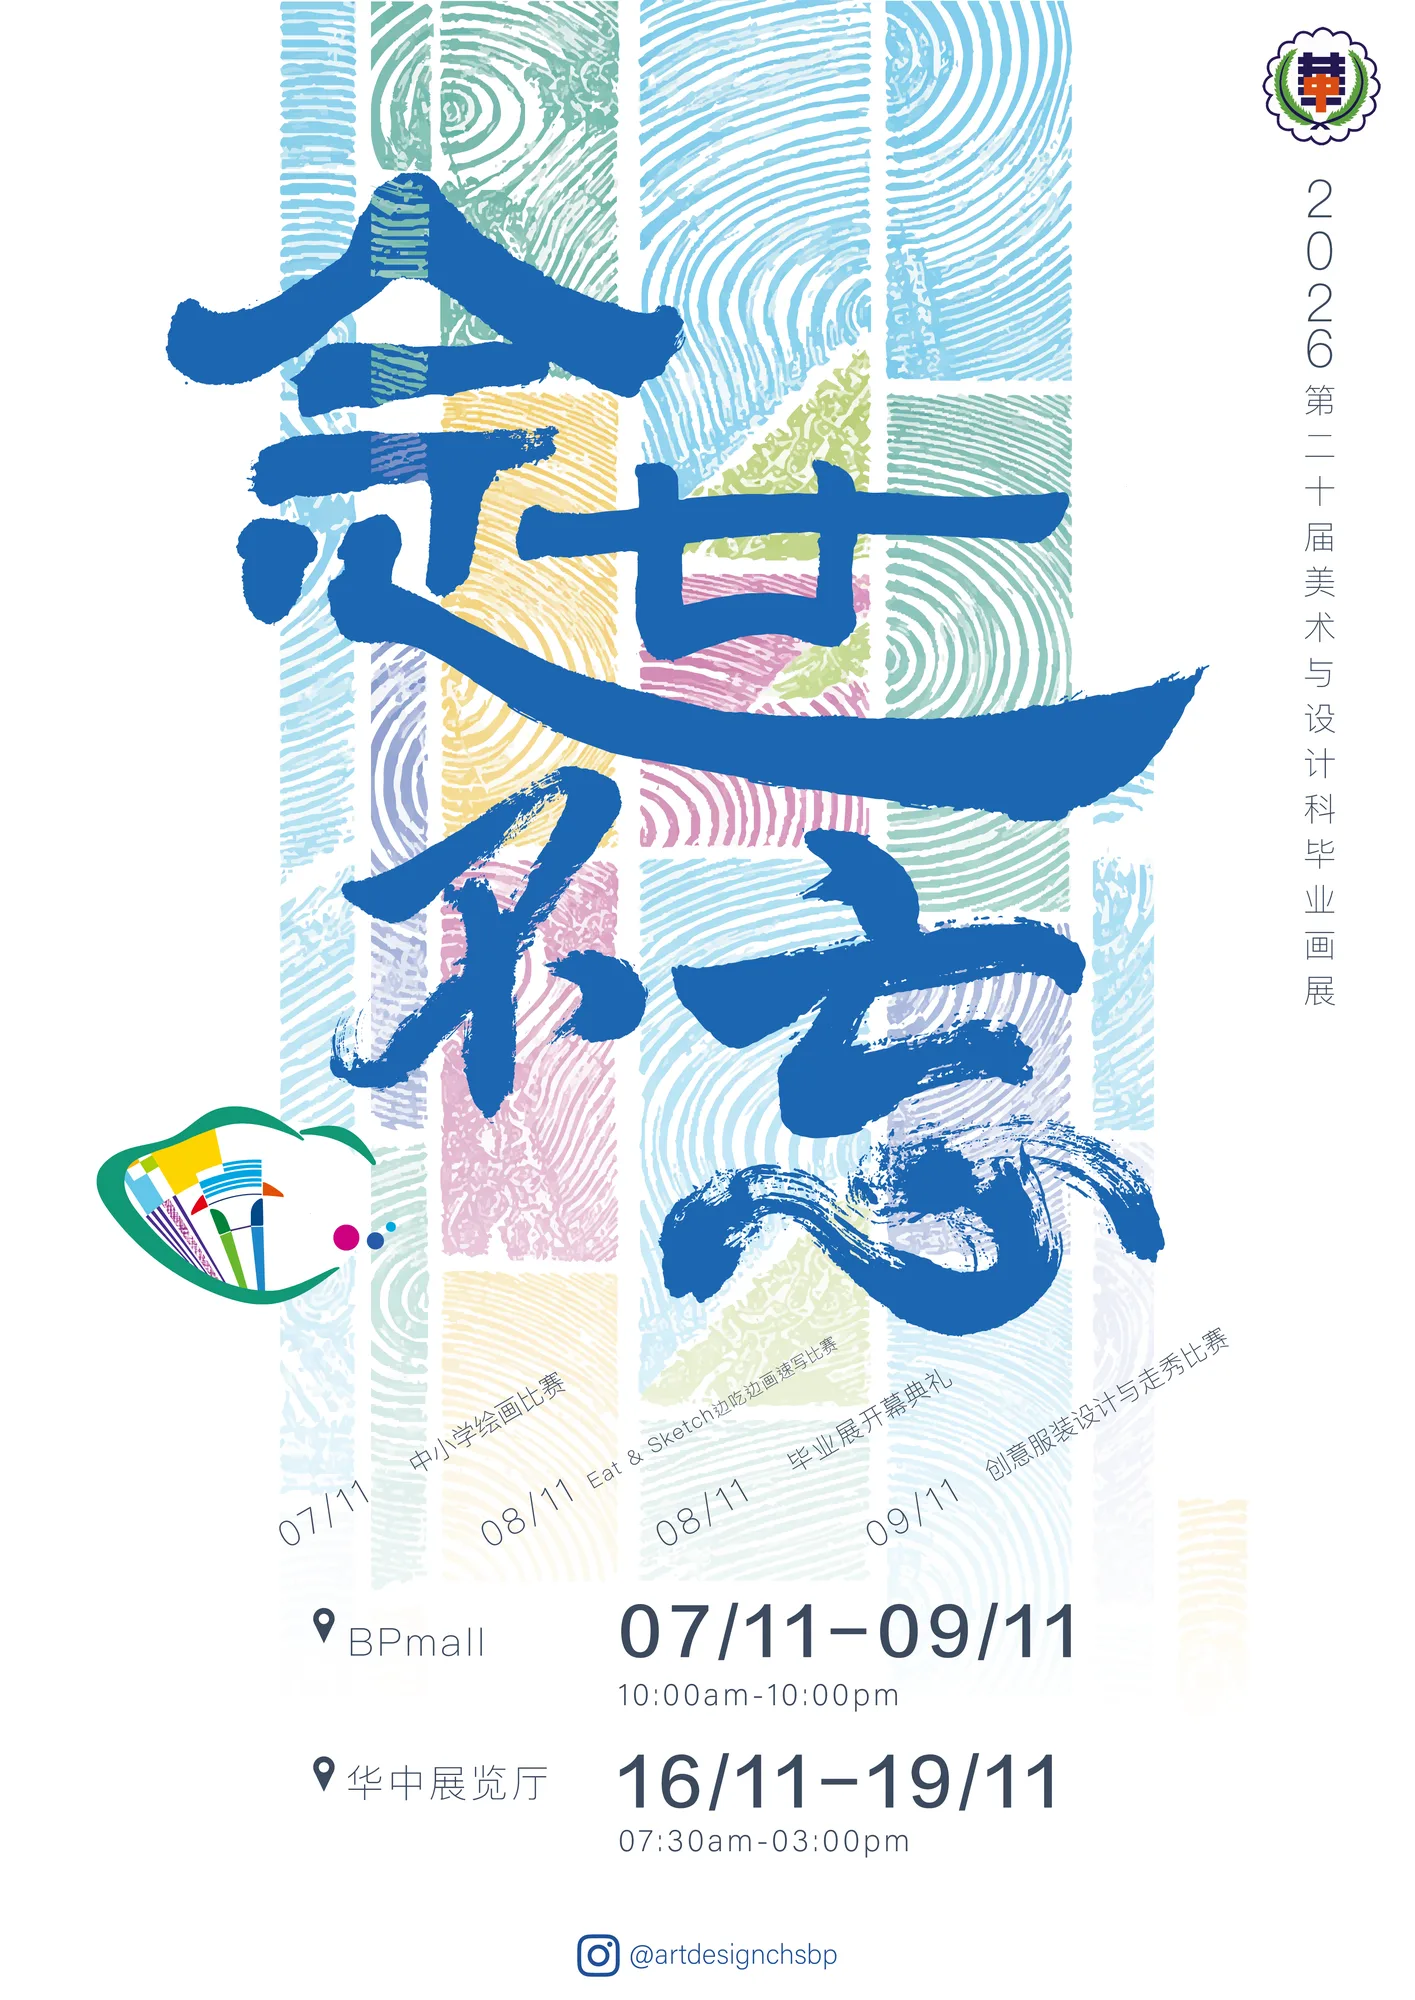 華中
2026第二十届美术与设计科毕业画展
念廿
不忘
07/11 中小学绘画比赛
08/11 Eat & Sketch边吃边画速写比赛
08/11 毕业展开幕典礼
09/11 创意服装设计与走秀比赛
BPmall
07/11–09/11
10:00am-10:00pm
华中展览厅
16/11–19/11
07:30am-03:00pm
@artdesignchsbp